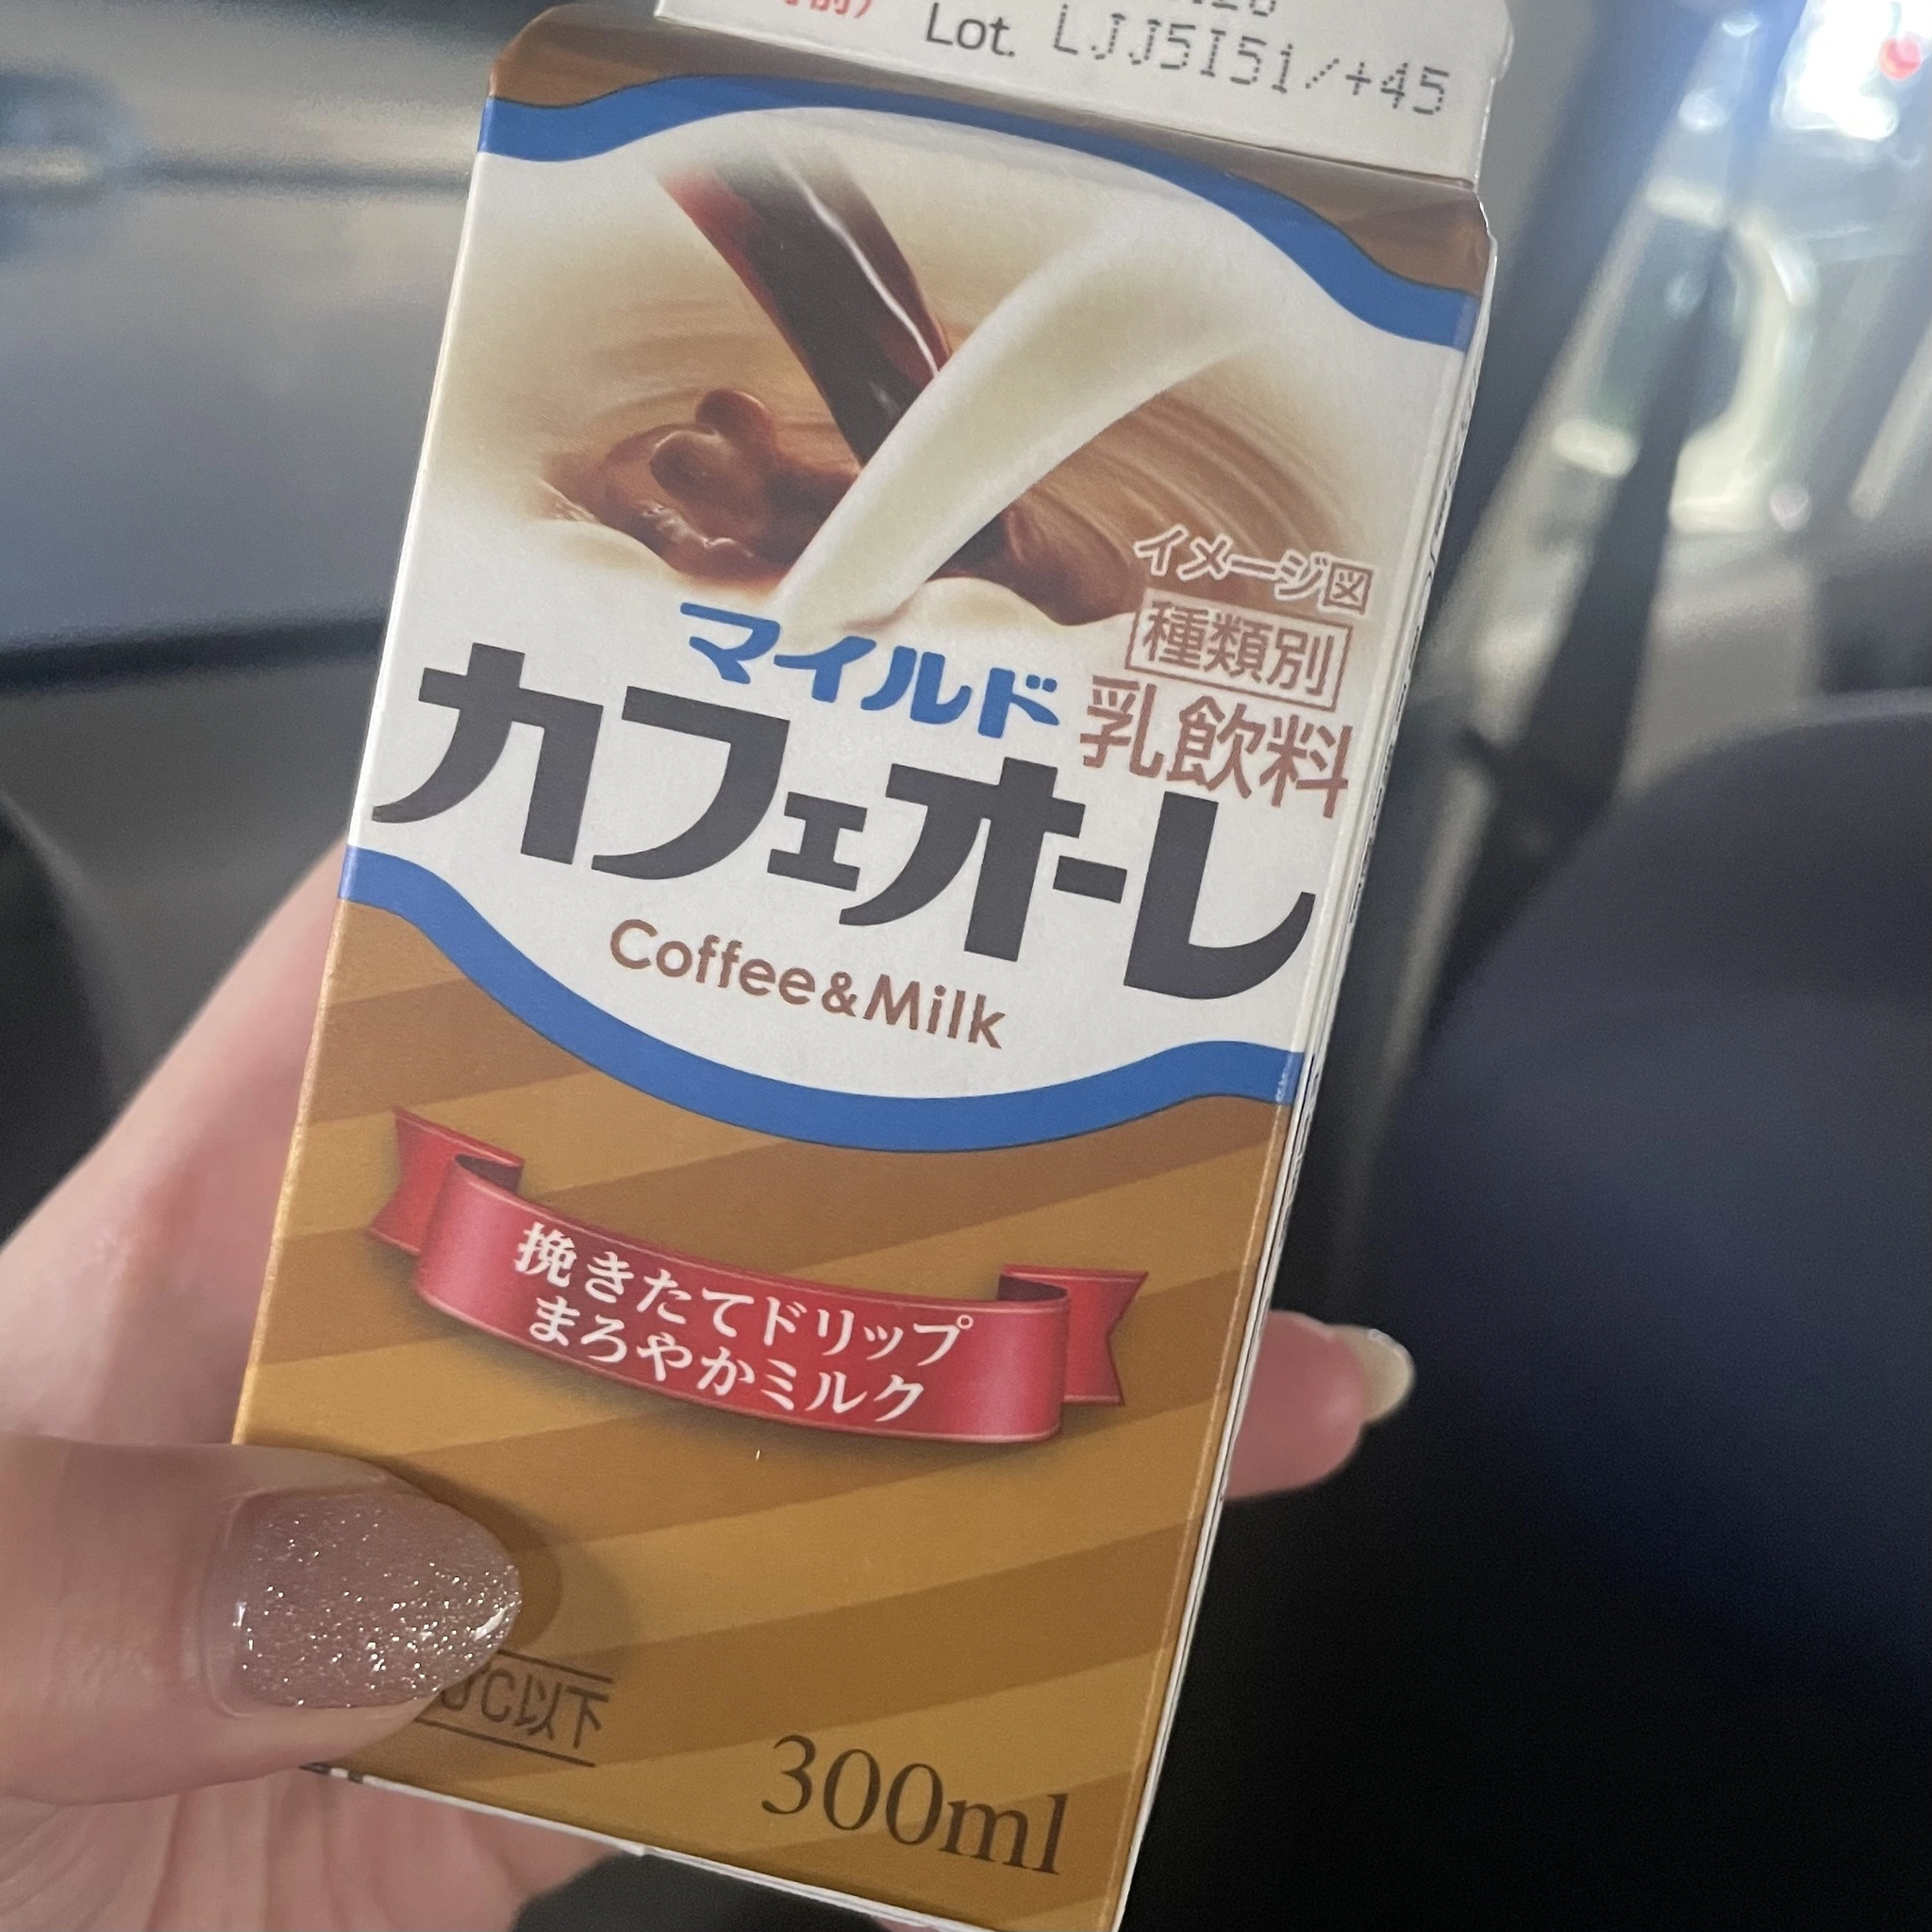 Lot. LJJ5I51/+45
イメージ図
種類別
乳飲料
マイルド
カフェオーレ
Coffee&Milk
挽きたてドリップ
まろやかミルク
℃以下
300ml